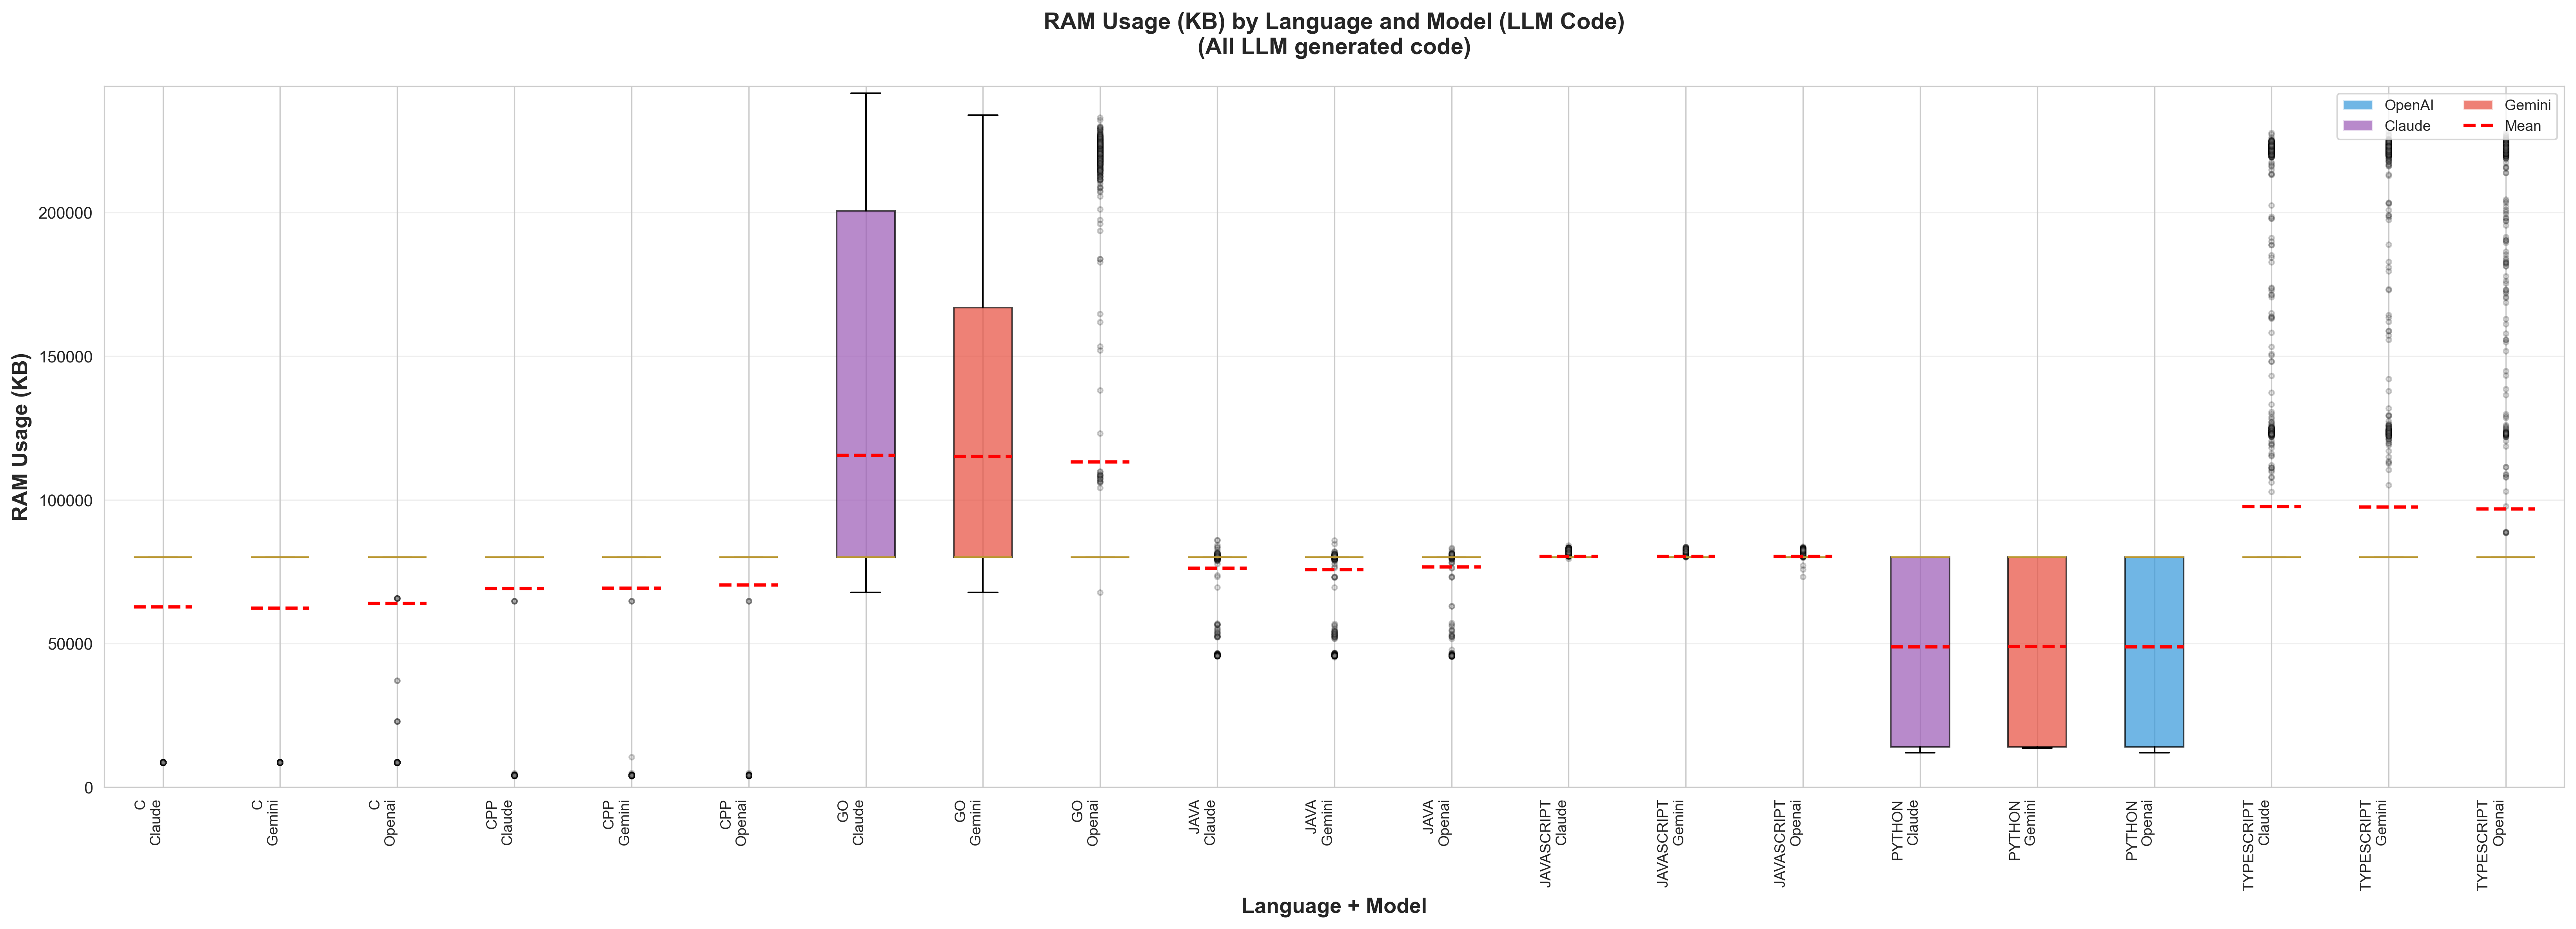 RAM Usage (KB) by Language and Model (LLM Code)
(All LLM generated code)
RAM Usage (KB)
200000
150000
100000
50000
0
OpenAI
Claude
Gemini
Mean
C
Claude
C
Gemini
C
Openai
CPP
Claude
CPP
Gemini
CPP
Openai
GO
Claude
GO
Gemini
GO
Openai
JAVA
Claude
JAVA
Gemini
JAVA
Openai
JAVASCRIPT
Claude
JAVASCRIPT
Gemini
JAVASCRIPT
Openai
PYTHON
Claude
PYTHON
Gemini
PYTHON
Openai
TYPESCRIPT
Claude
TYPESCRIPT
Gemini
TYPESCRIPT
Openai
Language + Model